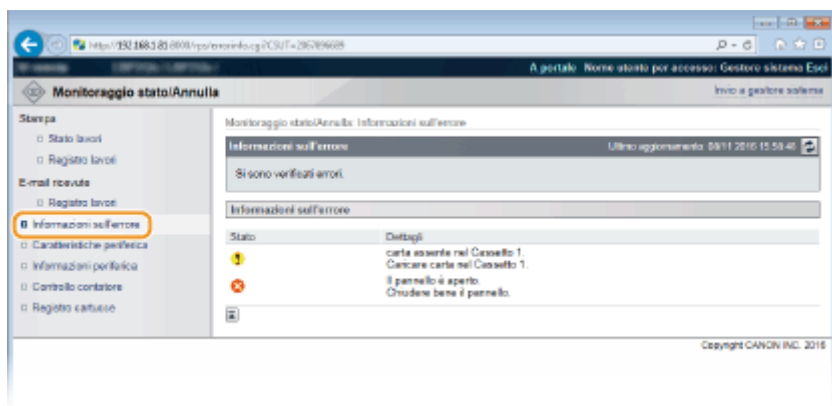 A portale Nome utente per accesso: Gestore sistema Esci
Monitoraggio stato/Annulla
Invio a gestore sistema
Stampa
Stato lavori
Registro lavori
E-mail ricevute
Registro lavori
Informazioni sull'errore
Caratteristiche periferica
Informazioni periferica
Controllo contatore
Registro cartucce
Monitoraggio stato/Annulla: Informazioni sull'errore
Informazioni sull'errore
Ultimo aggiornamento: 08/11 2016 15:58:46
Si sono verificati errori.
Informazioni sull'errore
Stato Dettagli
carta assente nel Cassetto 1.
Caricare carta nel Cassetto 1.
Il pannello è aperto.
Chiudere bene il pannello.
Copyright CANON INC. 2016